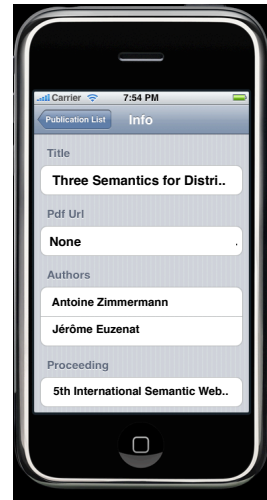 Carrier 7:54 PM
Publication List Info
Title
Three Semantics for Distri..
Pdf Url
None
Authors
Antoine Zimmermann
Jérôme Euzenat
Proceeding
5th International Semantic Web..